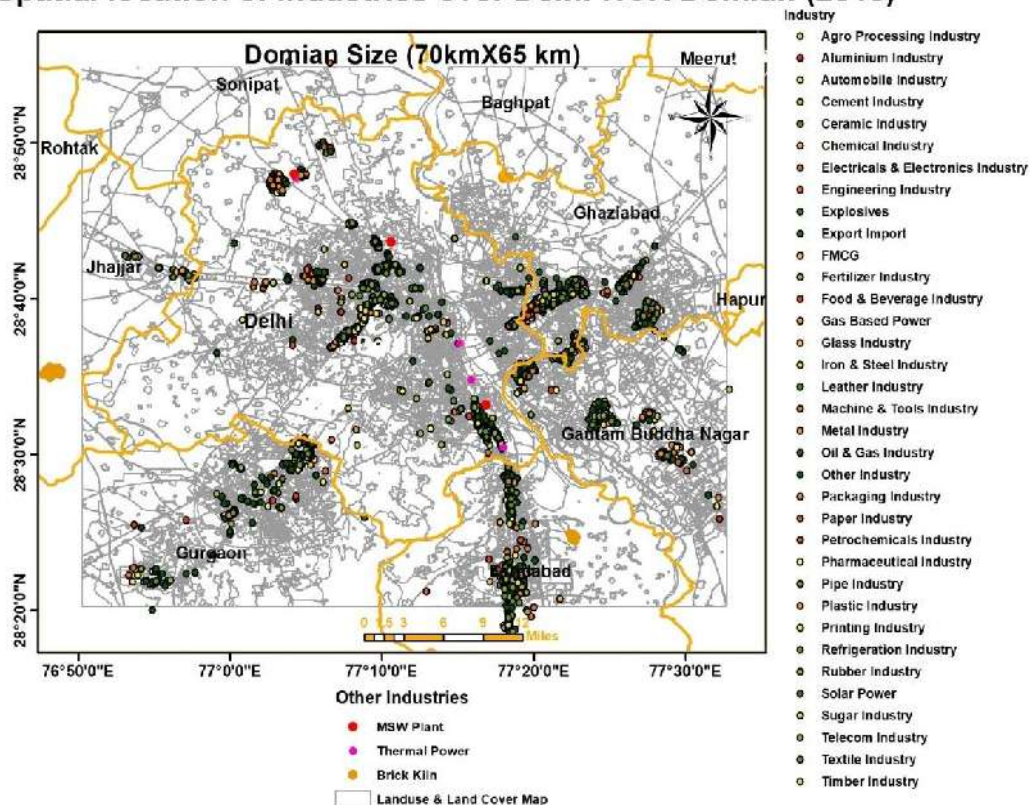 Domian Size (70kmX65 km)
Sonipat
Meerut
Baghpat
Rohtak
Ghaziabad
Jhajjar
Hapur
Delhi
Gautam Buddha Nagar
Gurgaon
28°50'0"N
28°40'0"N
28°30'0"N
28°20'0"N
0 1.5 3 6 9 12
Miles
76°50'0"E
77°0'0"E
77°10'0"E
77°20'0"E
77°30'0"E
Other Industries
MSW Plant
Thermal Power
Brick Kiln
Landuse & Land Cover Map
Industry
Agro Processing Industry
Aluminium Industry
Automobile Industry
Cement Industry
Ceramic Industry
Chemical Industry
Electricals & Electronics Industry
Engineering Industry
Explosives
Export Import
FMCG
Fertilizer Industry
Food & Beverage Industry
Gas Based Power
Glass Industry
Iron & Steel Industry
Leather Industry
Machine & Tools Industry
Metal Industry
Oil & Gas Industry
Other Industry
Packaging Industry
Paper Industry
Petrochemicals Industry
Pharmaceutical Industry
Pipe Industry
Plastic Industry
Printing Industry
Refrigeration Industry
Rubber Industry
Solar Power
Sugar Industry
Telecom Industry
Textile Industry
Timber Industry